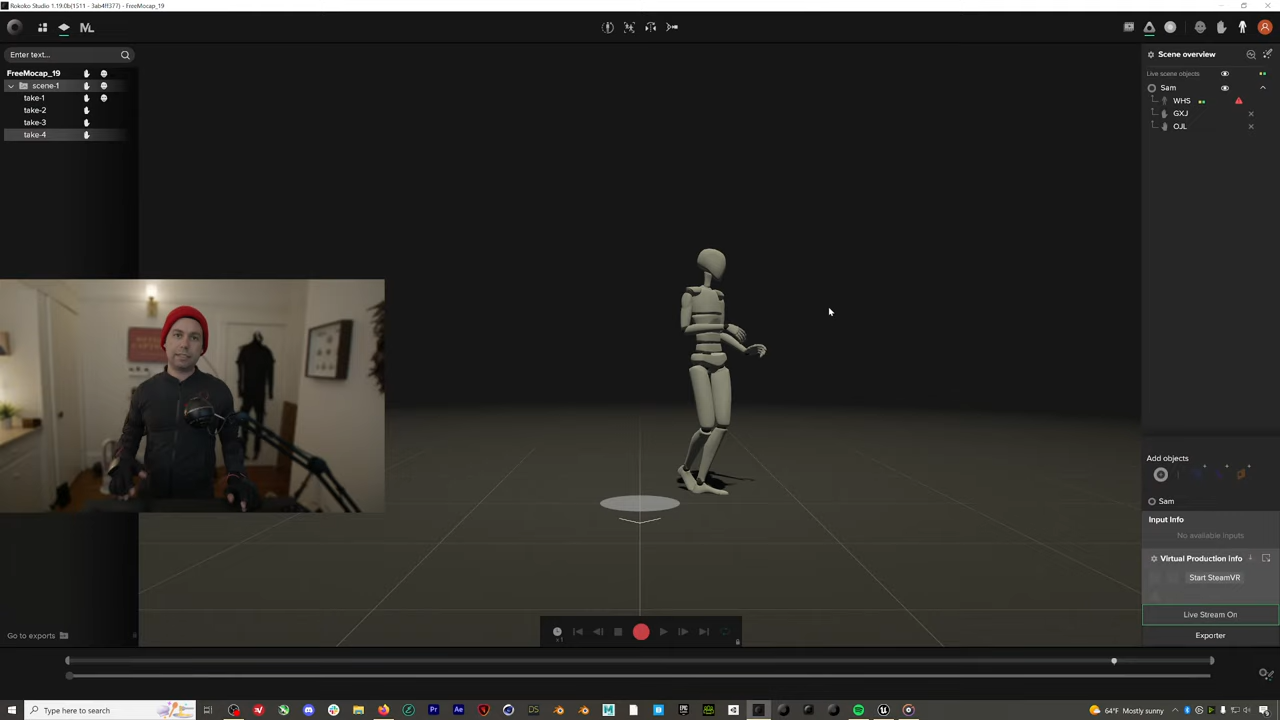 Rokoko Studio 1.19.0b(1511 - 3ab4ff377) - FreeMocap_19
ML
Enter text...
Scene overview
FreeMocap_19
Live scene objects
scene-1
Sam
take-1
WHS
take-2
GXJ
take-3
OJL
take-4
Add objects
Sam
Input Info
No available Inputs
Virtual Production info
Start SteamVR
Live Stream On
Go to exports
Exporter
Type here to search
64°F Mostly sunny